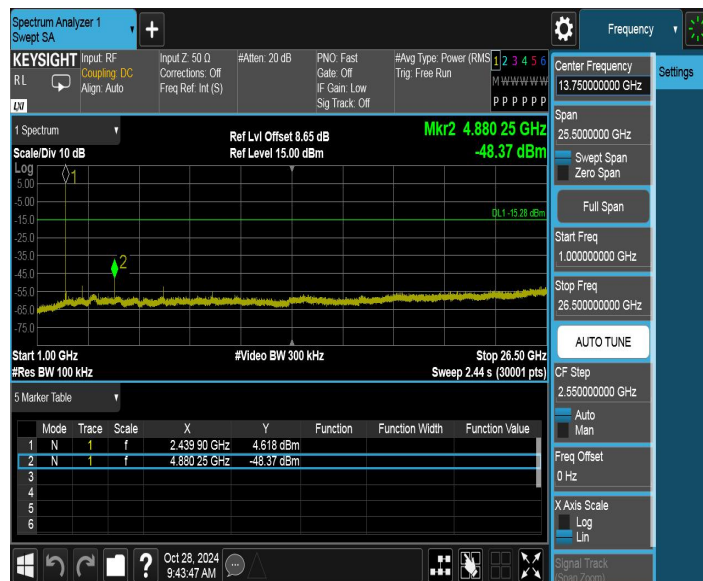 Spectrum Analyzer 1
Swept SA
+
Frequency
KEYSIGHT
RL
LXI
Input: RF
Coupling: DC
Align: Auto
Input Z: 50 Ω
Corrections: Off
Freq Ref: Int (S)
#Atten: 20 dB
PNO: Fast
Gate: Off
IF Gain: Low
Sig Track: Off
#Avg Type: Power (RMS
Trig: Free Run
1 2 3 4 5 6
M W W W W W
P P P P P P
1 Spectrum
Scale/Div 10 dB
Ref Lvl Offset 8.65 dB
Ref Level 15.00 dBm
Mkr2 4.880 25 GHz
-48.37 dBm
Log
5.00
-5.00
-15.0
-25.0
-35.0
-45.0
-55.0
-65.0
-75.0
1
2
DL1 -15.28 dBm
Start 1.00 GHz
#Video BW 300 kHz
Stop 26.50 GHz
#Res BW 100 kHz
Sweep 2.44 s (30001 pts)
5 Marker Table
Mode Trace Scale X Y Function Function Width Function Value
1 N 1 f 2.439 90 GHz 4.618 dBm
2 N 1 f 4.880 25 GHz -48.37 dBm
3
4
5
6
?
Oct 28, 2024
9:43:47 AM
Center Frequency
13.750000000 GHz
Span
25.5000000 GHz
Swept Span
Zero Span
Full Span
Start Freq
1.000000000 GHz
Stop Freq
26.500000000 GHz
AUTO TUNE
CF Step
2.550000000 GHz
Auto
Man
Freq Offset
0 Hz
X Axis Scale
Log
Lin
Signal Track
(Span Zoom)
Settings